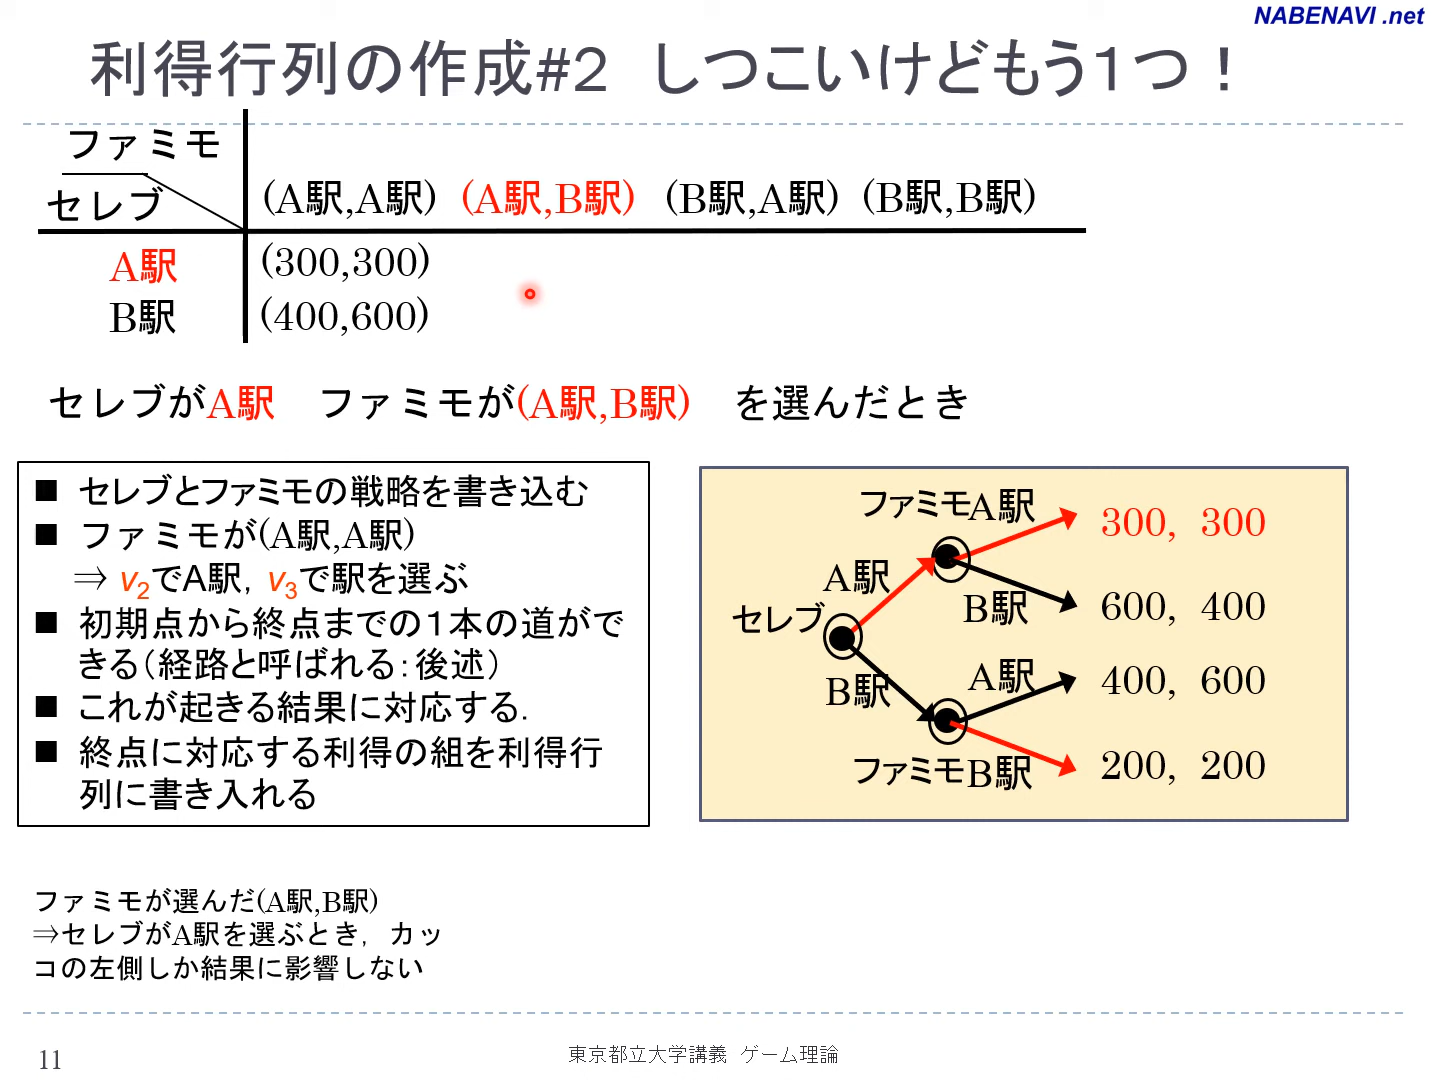 NABENAVI .net
利得行列の作成#2　しつこいけどもう1つ！
ファミモ
セレブ
(A駅,A駅) (A駅,B駅) (B駅,A駅) (B駅,B駅)
A駅 (300,300)
B駅 (400,600)
セレブがA駅　ファミモが(A駅,B駅)　を選んだとき
■ セレブとファミモの戦略を書き込む
■ ファミモが(A駅,A駅)
⇒ v2でA駅, v3で駅を選ぶ
■ 初期点から終点までの１本の道がで
きる（経路と呼ばれる：後述）
■ これが起きる結果に対応する.
■ 終点に対応する利得の組を利得行
列に書き入れる
ファミモA駅
300, 300
A駅
B駅
600, 400
セレブ
A駅
400, 600
B駅
ファミモB駅
200, 200
ファミモが選んだ(A駅,B駅)
⇒セレブがA駅を選ぶとき, カッ
コの左側しか結果に影響しない
11
東京都立大学講義　ゲーム理論